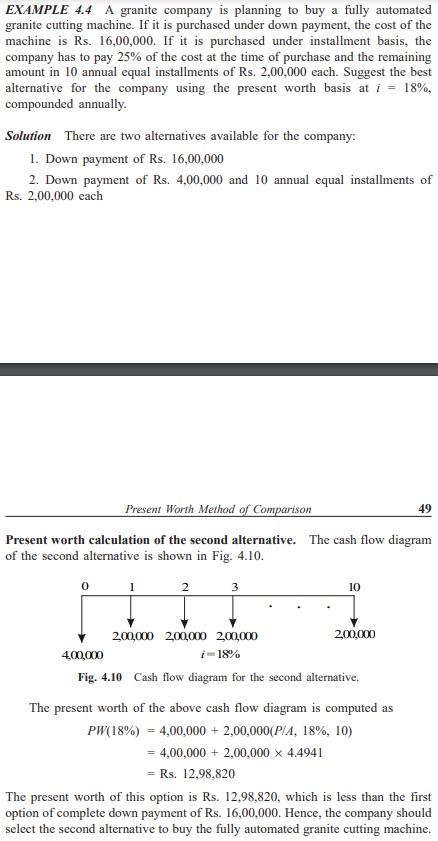 EXAMPLE 4.4 A granite company is planning to buy a fully automated
granite cutting machine. If it is purchased under down payment, the cost of the
machine is Rs. 16,00,000. If it is purchased under installment basis, the
company has to pay 25% of the cost at the time of purchase and the remaining
amount in 10 annual equal installments of Rs. 2,00,000 each. Suggest the best
alternative for the company using the present worth basis at i = 18%,
compounded annually.
Solution There are two alternatives available for the company:
1. Down payment of Rs. 16,00,000
2. Down payment of Rs. 4,00,000 and 10 annual equal installments of
Rs. 2,00,000 each
Present Worth Method of Comparison 49
Present worth calculation of the second alternative. The cash flow diagram
of the second alternative is shown in Fig. 4.10.
0 1 2 3 10
. . .
2,00,000 2,00,000 2,00,000 2,00,000
4,00,000 i = 18%
Fig. 4.10 Cash flow diagram for the second alternative.
The present worth of the above cash flow diagram is computed as
PW(18%) = 4,00,000 + 2,00,000(P/A, 18%, 10)
= 4,00,000 + 2,00,000 × 4.4941
= Rs. 12,98,820
The present worth of this option is Rs. 12,98,820, which is less than the first
option of complete down payment of Rs. 16,00,000. Hence, the company should
select the second alternative to buy the fully automated granite cutting machine.